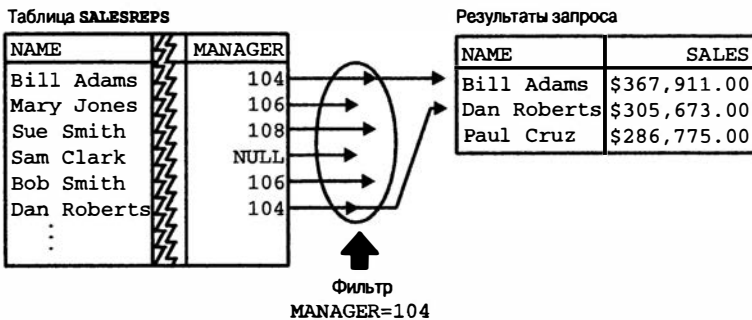 Таблица SALESREPS
NAME MANAGER
Bill Adams 104
Mary Jones 106
Sue Smith 108
Sam Clark NULL
Bob Smith 106
Dan Roberts 104
Результаты запроса
NAME SALES
Bill Adams $367,911.00
Dan Roberts $305,673.00
Paul Cruz $286,775.00
Фильтр
MANAGER=104